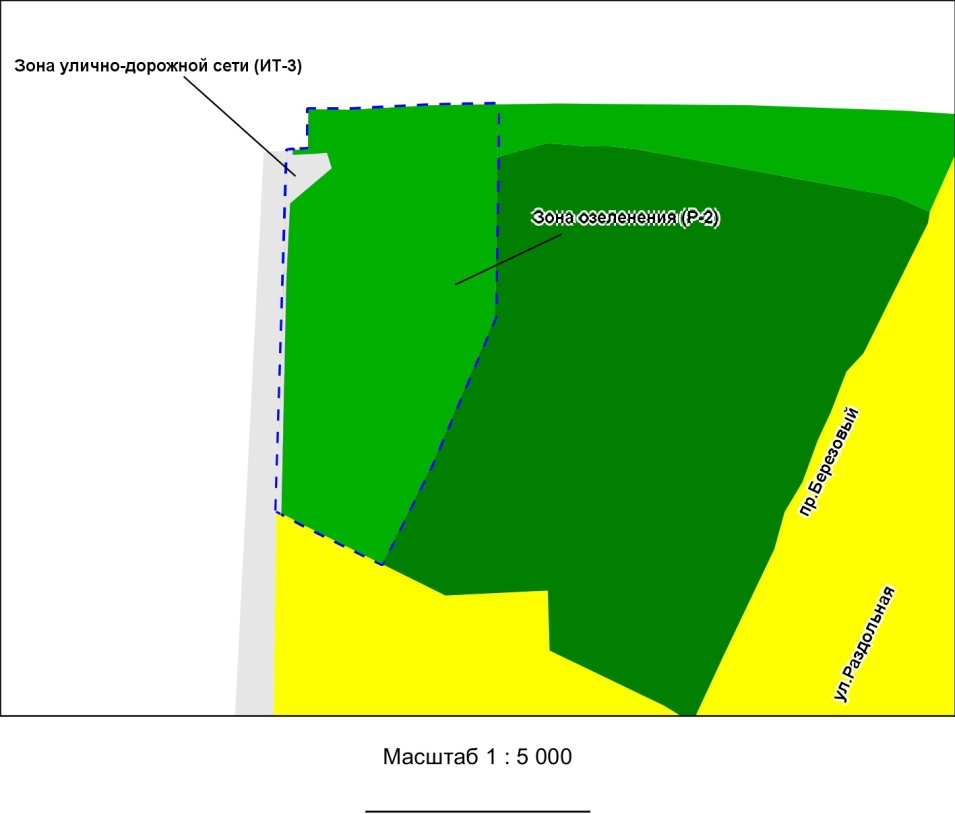 Зона улично-дорожной сети (ИТ-3)
Зона озеленения (Р-2)
пр.Березовый
ул.Раздольная
Масштаб 1 : 5 000